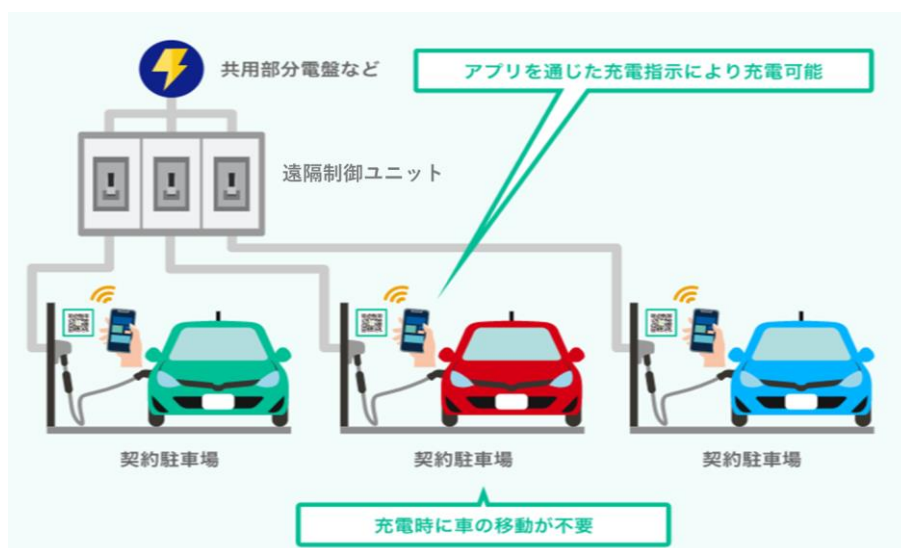 共用部分電盤など
アプリを通じた充電指示により充電可能
遠隔制御ユニット
契約駐車場
契約駐車場
契約駐車場
充電時に車の移動が不要